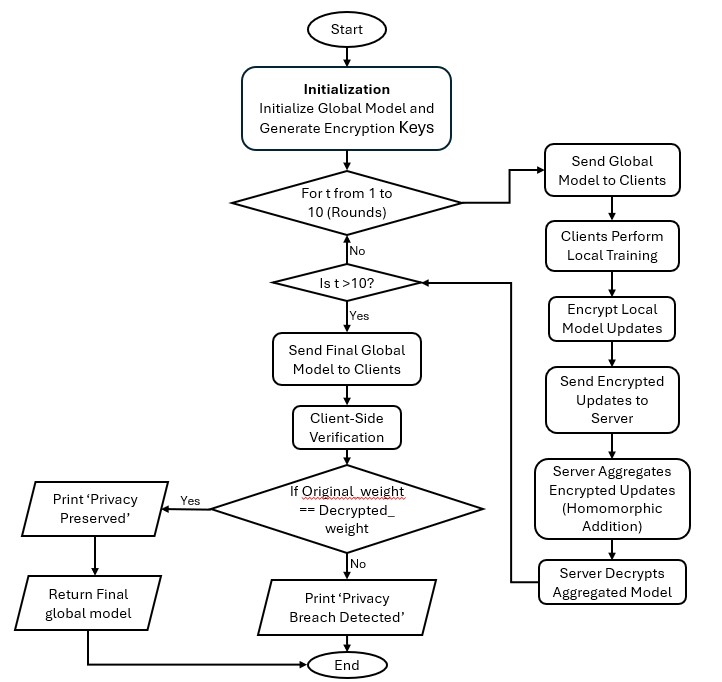 Start
Initialization
Initialize Global Model and
Generate Encryption Keys
For t from 1 to
10 (Rounds)
Send Global
Model to Clients
Clients Perform
Local Training
Encrypt Local
Model Updates
Send Encrypted
Updates to
Server
Server Aggregates
Encrypted Updates
(Homomorphic
Addition)
Server Decrypts
Aggregated Model
No
Is t >10?
Yes
Send Final Global
Model to Clients
Client-Side
Verification
If Original_weight
== Decrypted_
weight
Yes
Print ‘Privacy
Preserved’
Return Final
global model
No
Print ‘Privacy
Breach Detected’
End